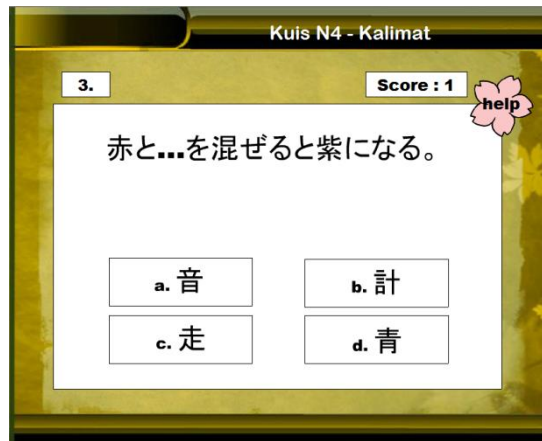 Kuis N4 - Kalimat
3.
Score : 1
help
赤と...を混ぜると紫になる。
a. 音
b. 計
c. 走
d. 青